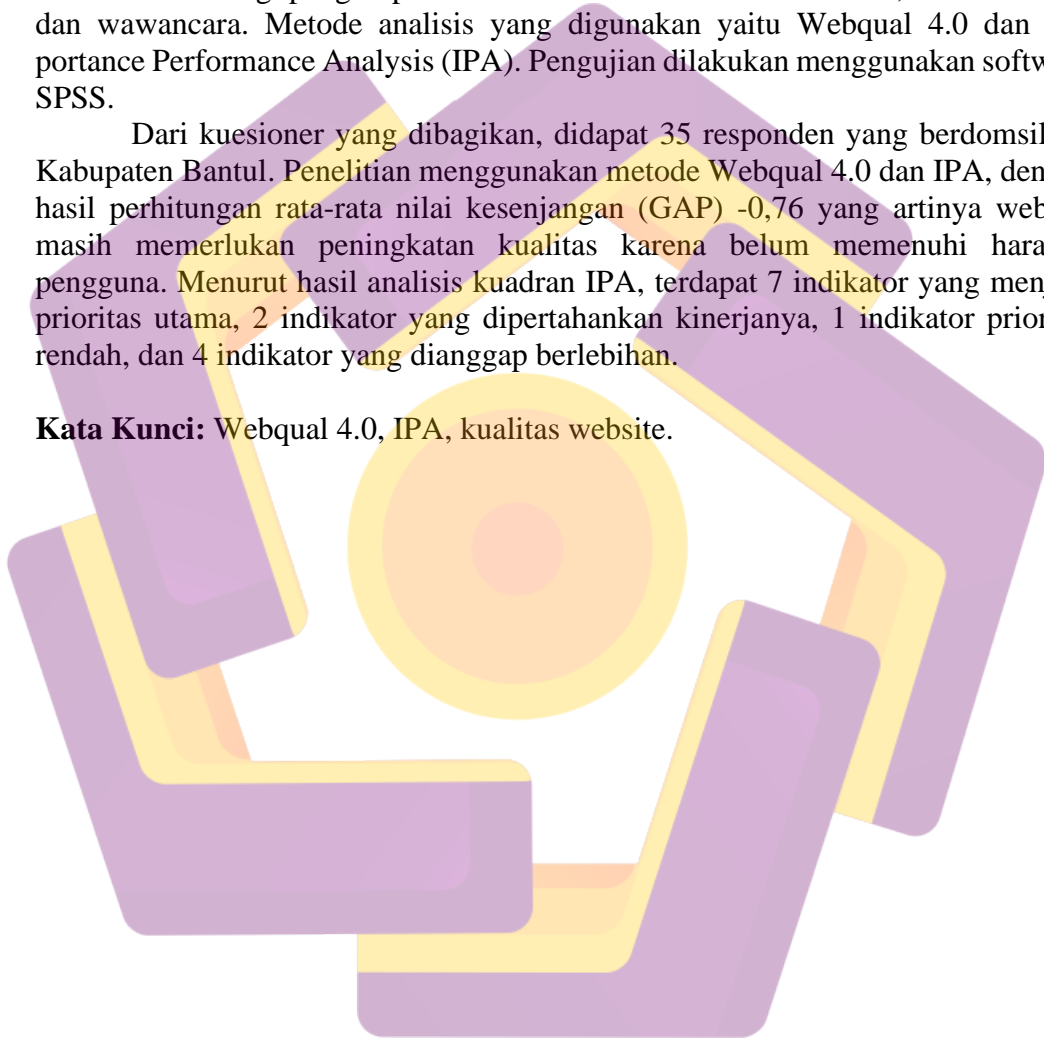 dan wawancara. Metode analisis yang digunakan yaitu Webqual 4.0 dan
portance Performance Analysis (IPA). Pengujian dilakukan menggunakan softw
SPSS.
Dari kuesioner yang dibagikan, didapat 35 responden yang berdomsil
Kabupaten Bantul. Penelitian menggunakan metode Webqual 4.0 dan IPA, den
hasil perhitungan rata-rata nilai kesenjangan (GAP) -0,76 yang artinya web
masih memerlukan peningkatan kualitas karena belum memenuhi hara
pengguna. Menurut hasil analisis kuadran IPA, terdapat 7 indikator yang menj
prioritas utama, 2 indikator yang dipertahankan kinerjanya, 1 indikator prior
rendah, dan 4 indikator yang dianggap berlebihan.
Kata Kunci: Webqual 4.0, IPA, kualitas website.